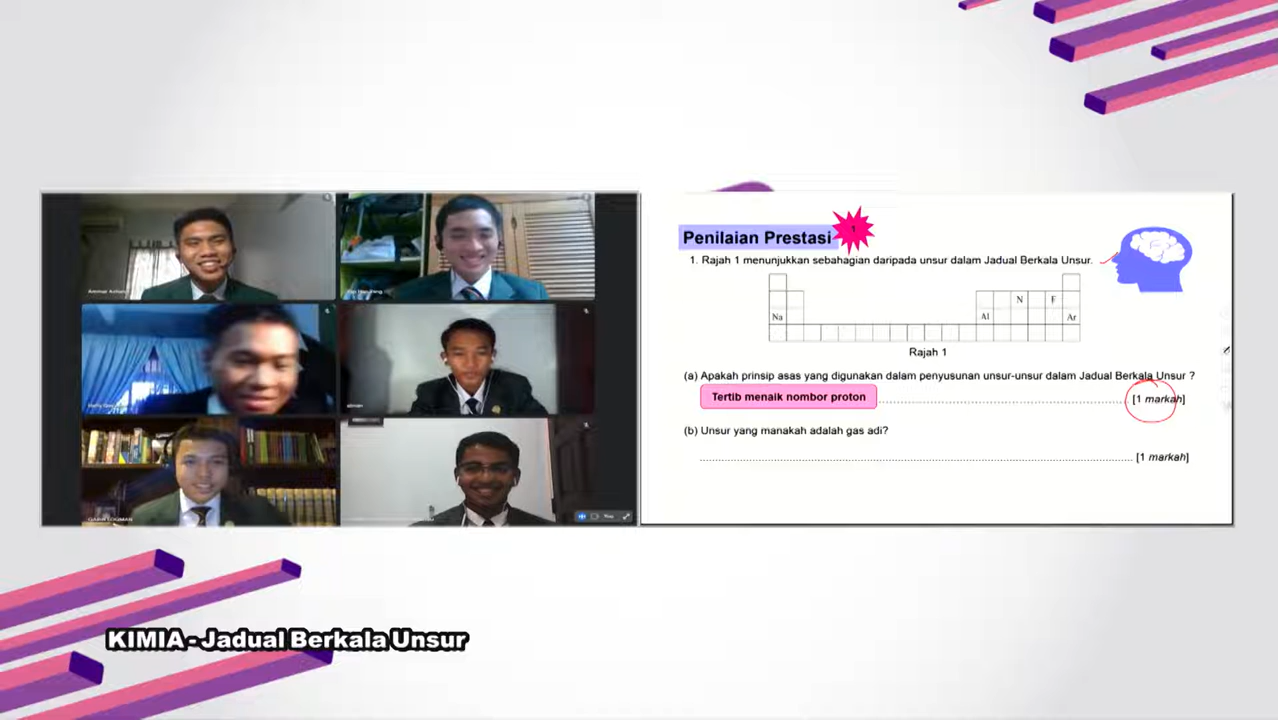 Penilaian Prestasi
1
1. Rajah 1 menunjukkan sebahagian daripada unsur dalam Jadual Berkala Unsur.
N F
Na Al Ar
Rajah 1
(a) Apakah prinsip asas yang digunakan dalam penyusunan unsur-unsur dalam Jadual Berkala Unsur ?
Tertib menaik nombor proton [1 markah]
(b) Unsur yang manakah adalah gas adi?
[1 markah]
You
KIMIA - Jadual Berkala Unsur